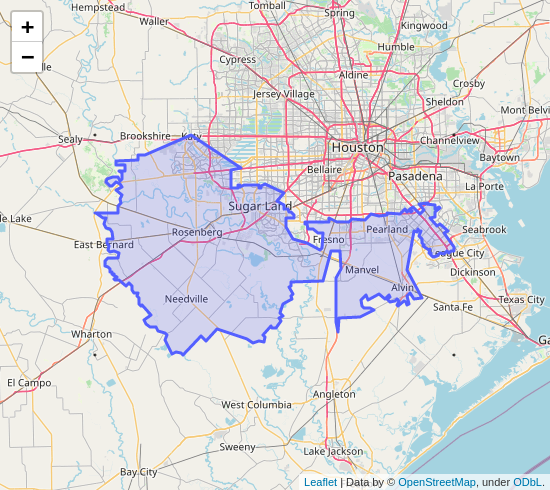 +
−
Hempstead
Tomball
Spring
Waller
Kingwood
Humble
Cypress
Aldine
Crosby
Jersey Village
Sheldon
Mont Belvi
Sealy
Brookshire
Katy
Channelview
Houston
Baytown
Bellaire
Pasadena
La Porte
Sugar Land
le Lake
Rosenberg
Pearland
Seabrook
East Bernard
Fresno
League City
Manvel
Dickinson
Alvin
Needville
Texas City
Santa Fe
Wharton
Ga
El Campo
Angleton
West Columbia
Sweeny
Lake Jackson
Bay City
Leaflet | Data by © OpenStreetMap, under ODbL.